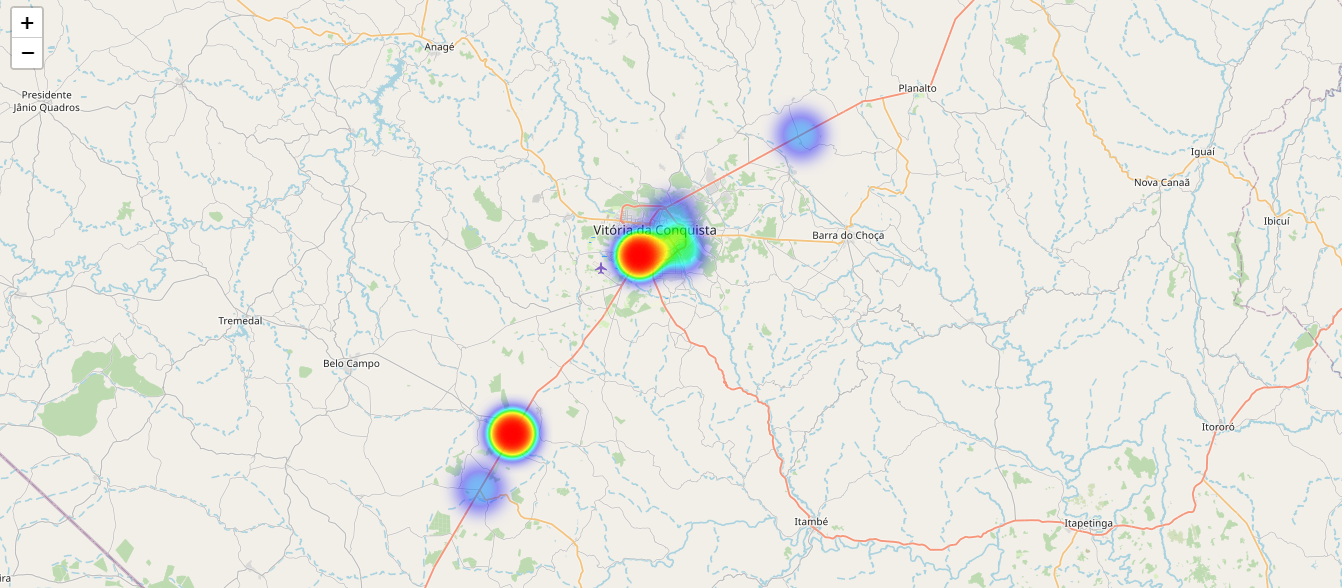 +
−
Anagé
Presidente
Jânio Quadros
Planalto
Iguaí
Nova Canaã
Ibicuí
Vitória da Conquista
Barra do Choça
Tremedal
Belo Campo
Itororó
Itambé
Itapetinga
ira